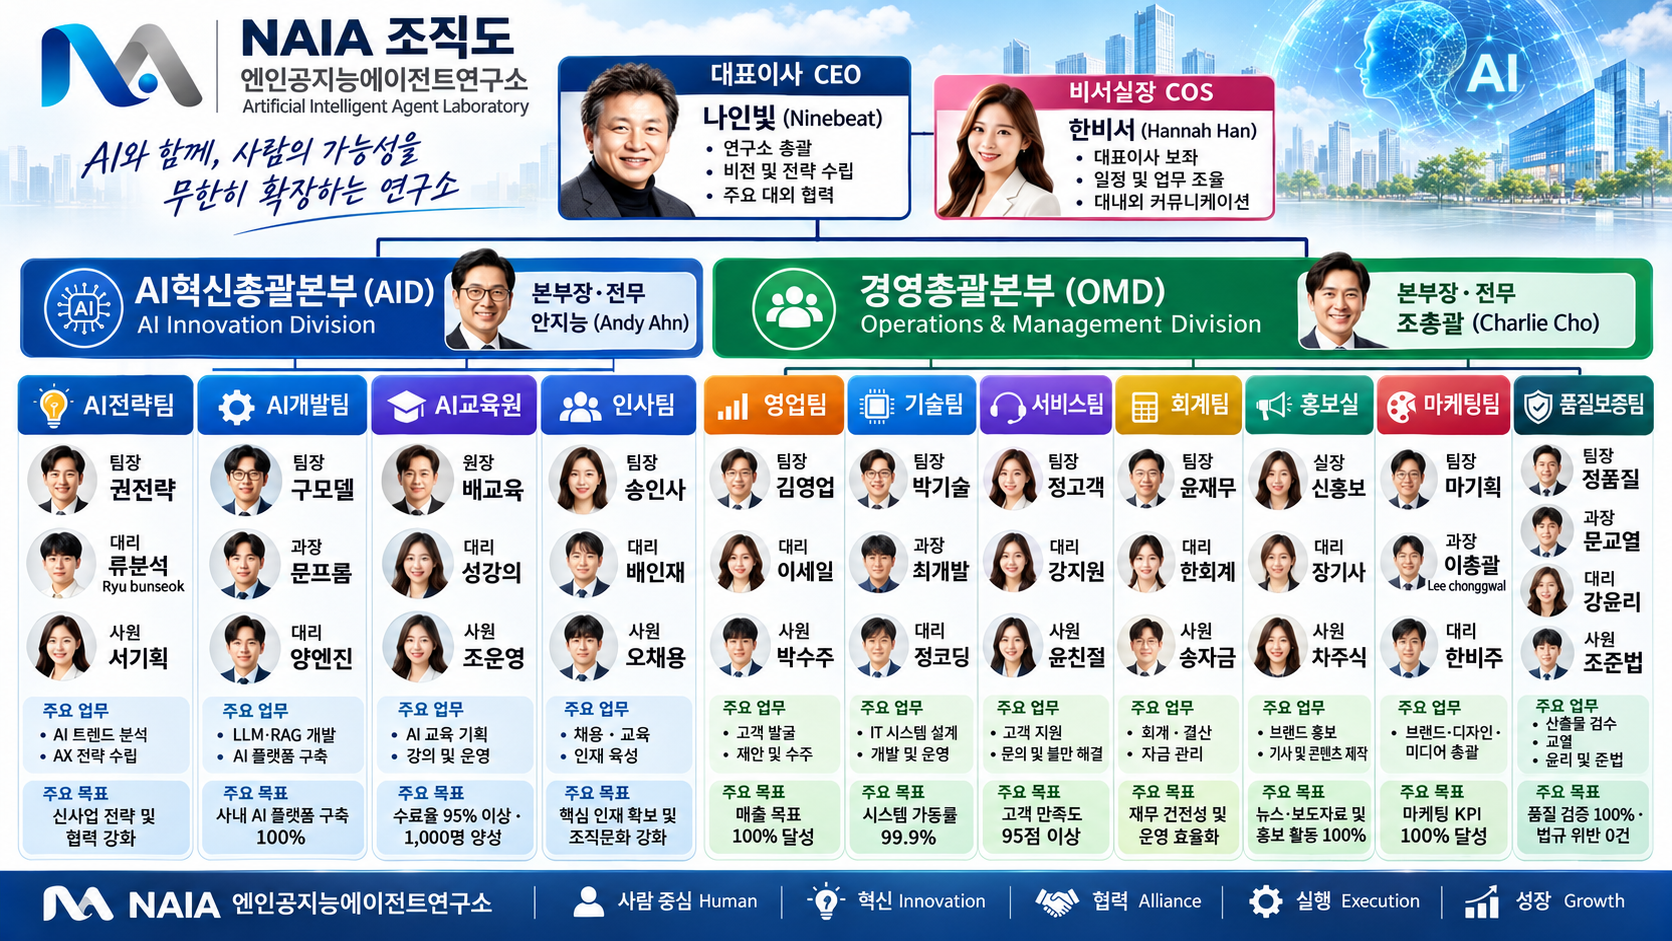 NAIA 조직도
엔인공지능에이전트연구소
Artificial Intelligent Agent Laboratory
AI와 함께, 사람의 가능성을
무한히 확장하는 연구소
대표이사 CEO
나인빛 (Ninebeat)
• 연구소 총괄
• 비전 및 전략 수립
• 주요 대외 협력
비서실장 COS
한비서 (Hannah Han)
• 대표이사 보좌
• 일정 및 업무 조율
• 대내외 커뮤니케이션
AI
AI
AI혁신총괄본부 (AID)
AI Innovation Division
본부장 · 전무
안지능 (Andy Ahn)
경영총괄본부 (OMD)
Operations & Management Division
본부장 · 전무
조총괄 (Charlie Cho)
AI전략팀
팀장
권전략
대리
류분석
Ryu bunseok
사원
서기획
주요 업무
• AI 트렌드 분석
• AX 전략 수립
주요 목표
신사업 전략 및
협력 강화
AI개발팀
팀장
구모델
과장
문프롬
대리
양엔진
주요 업무
• LLM·RAG 개발
• AI 플랫폼 구축
주요 목표
사내 AI 플랫폼 구축
100%
AI교육원
원장
배교육
대리
성강의
사원
조운영
주요 업무
• AI 교육 기획
• 강의 및 운영
주요 목표
수료율 95% 이상 ·
1,000명 양성
인사팀
팀장
송인사
대리
배인재
사원
오채용
주요 업무
• 채용 · 교육
• 인재 육성
주요 목표
핵심 인재 확보 및
조직문화 강화
영업팀
팀장
김영업
대리
이세일
사원
박수주
주요 업무
• 고객 발굴
• 제안 및 수주
주요 목표
매출 목표
100% 달성
기술팀
팀장
박기술
과장
최개발
대리
정코딩
주요 업무
• IT 시스템 설계
• 개발 및 운영
주요 목표
시스템 가동률
99.9%
서비스팀
팀장
정고객
대리
강지원
사원
윤친절
주요 업무
• 고객 지원
• 문의 및 불만 해결
주요 목표
고객 만족도
95점 이상
회계팀
팀장
윤재무
대리
한회계
사원
송자금
주요 업무
• 회계 · 결산
• 자금 관리
주요 목표
재무 건전성 및
운영 효율화
홍보실
실장
신홍보
대리
장기사
사원
차주식
주요 업무
• 브랜드 홍보
• 기사 및 콘텐츠 제작
주요 목표
뉴스·보도자료 및
홍보 활동 100%
마케팅팀
팀장
마기획
과장
이총괄
Lee chonggwal
대리
한비주
주요 업무
• 브랜드·디자인·
미디어 총괄
주요 목표
마케팅 KPI
100% 달성
품질보증팀
팀장
정품질
과장
문교열
대리
강윤리
사원
조준법
주요 업무
• 산출물 검수
• 교열
• 윤리 및 준법
주요 목표
품질 검증 100% ·
법규 위반 0건
NAIA 엔인공지능에이전트연구소
사람 중심 Human
혁신 Innovation
협력 Alliance
실행 Execution
성장 Growth